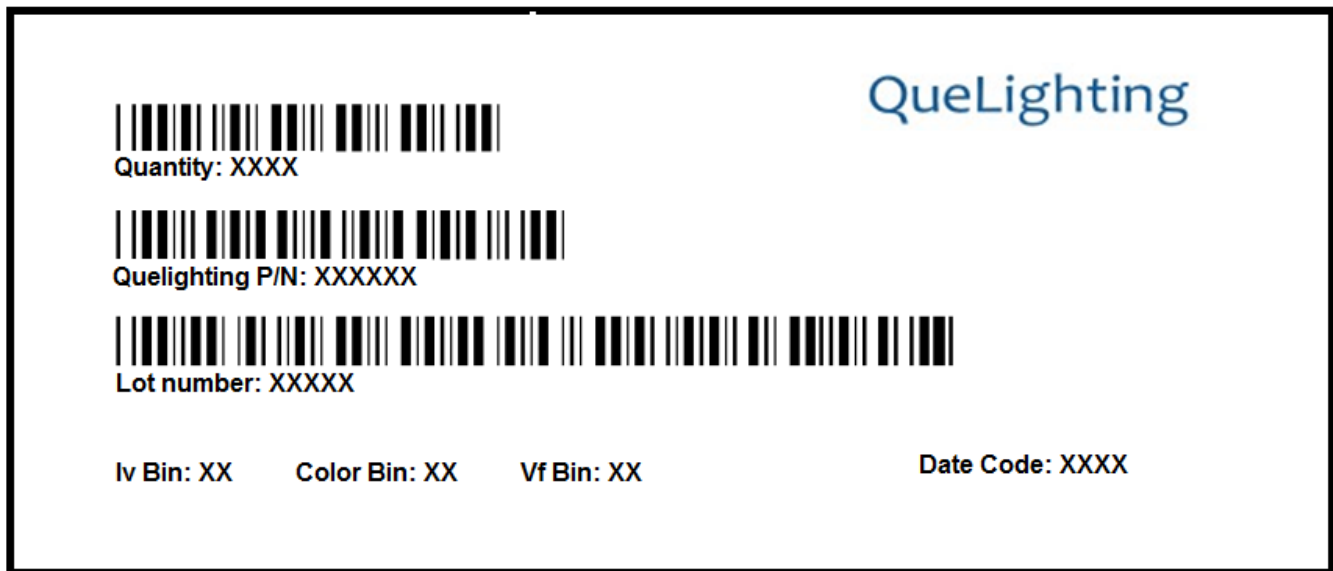 QueLighting
Quantity: XXXX
Quelighting P/N: XXXXXX
Lot number: XXXXX
Iv Bin: XX Color Bin: XX Vf Bin: XX Date Code: XXXX